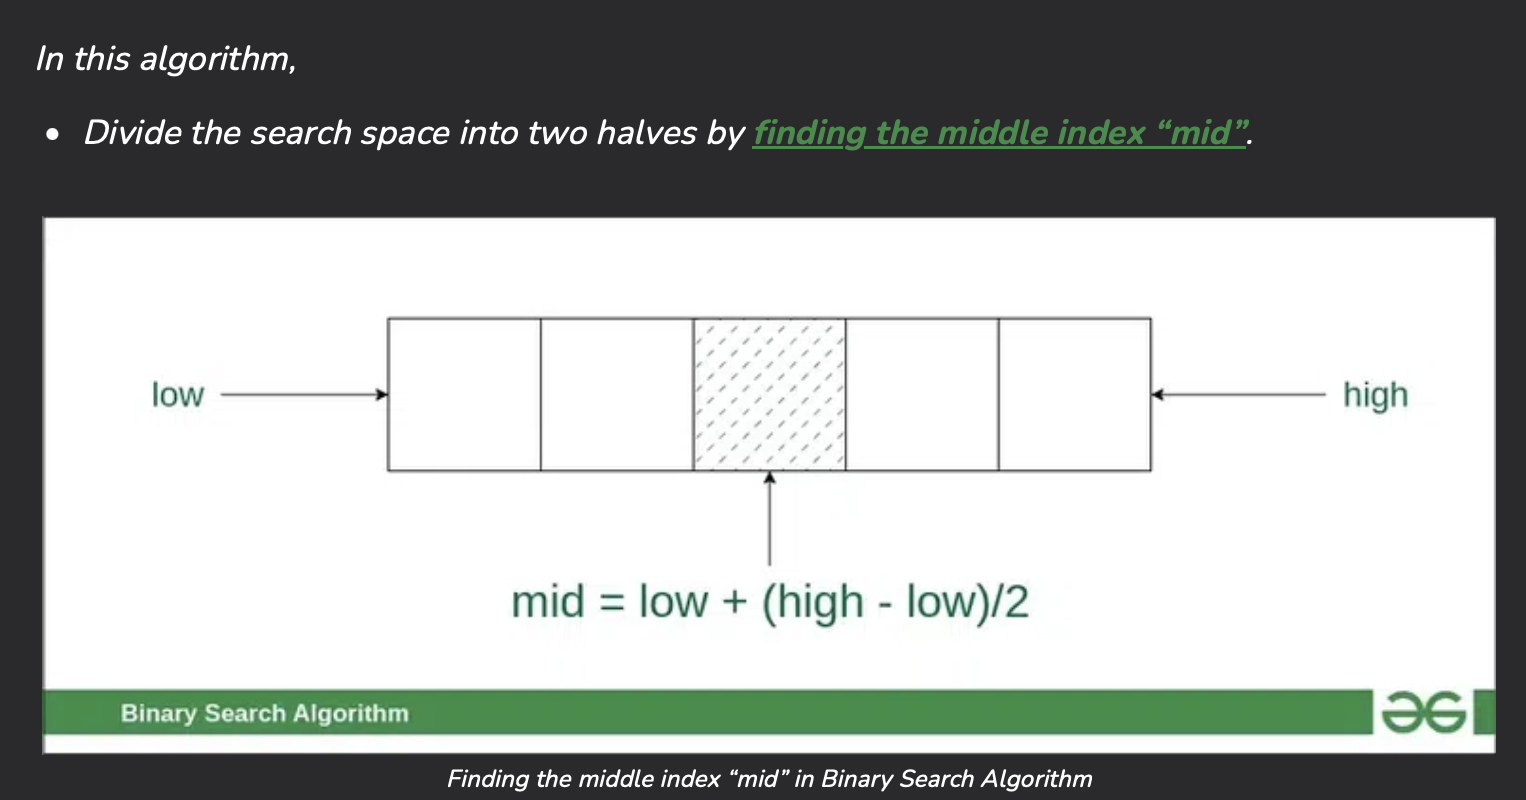 In this algorithm,
• Divide the search space into two halves by finding the middle index “mid”.
low
high
mid = low + (high - low)/2
Binary Search Algorithm
Finding the middle index “mid” in Binary Search Algorithm